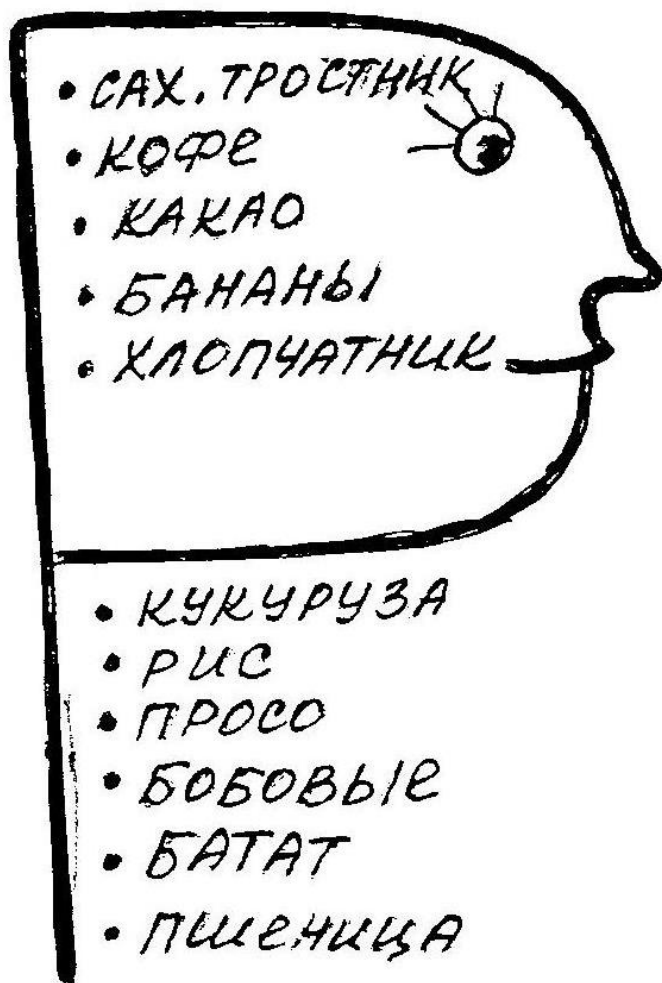 • САХ. ТРОСТНИК
• КОФЕ
• КАКАО
• БАНАНЫ
• ХЛОПЧАТНИК
• КУКУРУЗА
• РИС
• ПРОСО
• БОБОВЫЕ
• БАТАТ
• ПШЕНИЦА